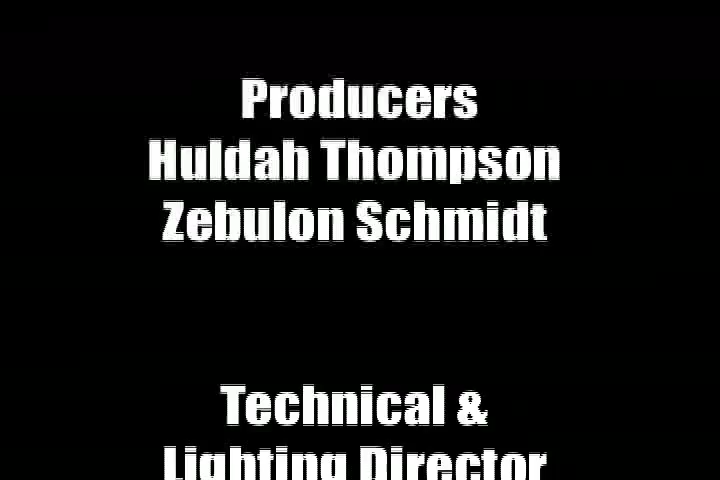 Producers
Huldah Thompson
Zebulon Schmidt
Technical &
Lighting Director